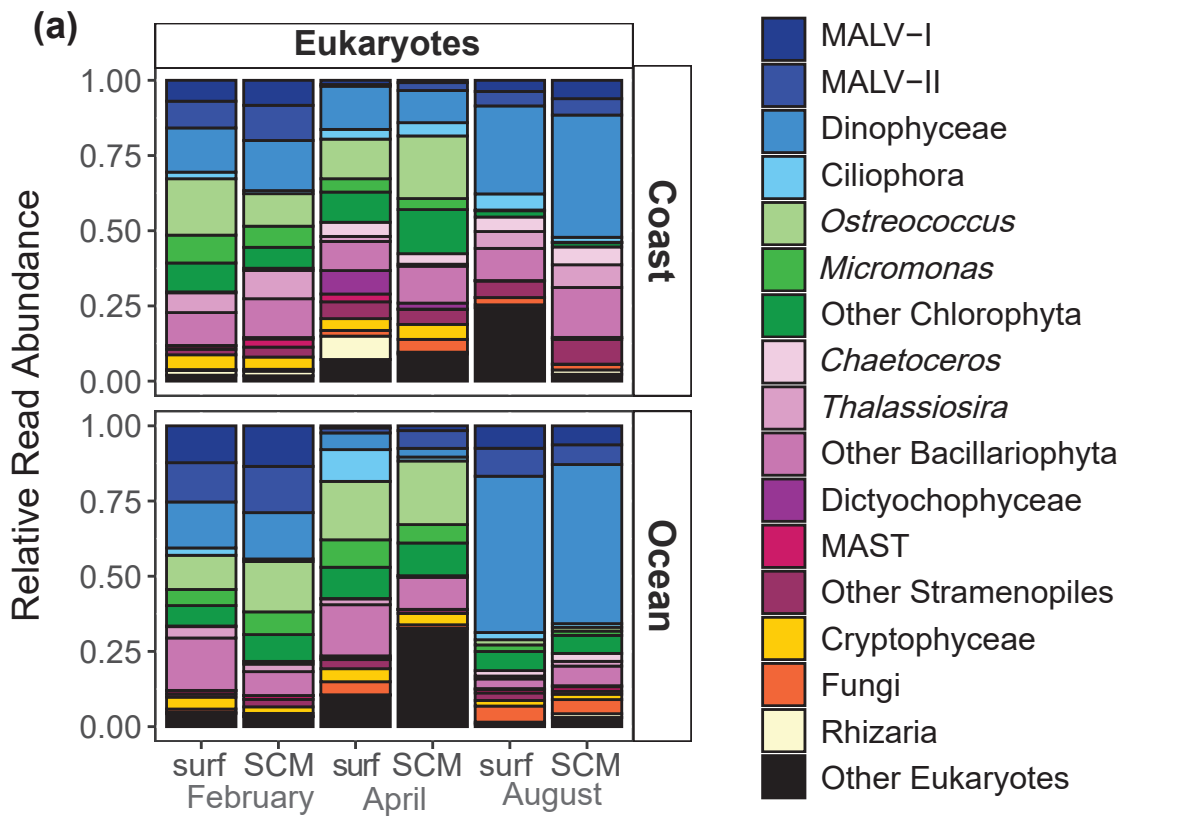 (a)
Eukaryotes
Relative Read Abundance
1.00
0.75
0.50
0.25
0.00
Coast
1.00
0.75
0.50
0.25
0.00
Ocean
surf SCM surf SCM surf SCM
February April August
MALV−I
MALV−II
Dinophyceae
Ciliophora
Ostreococcus
Micromonas
Other Chlorophyta
Chaetoceros
Thalassiosira
Other Bacillariophyta
Dictyochophyceae
MAST
Other Stramenopiles
Cryptophyceae
Fungi
Rhizaria
Other Eukaryotes